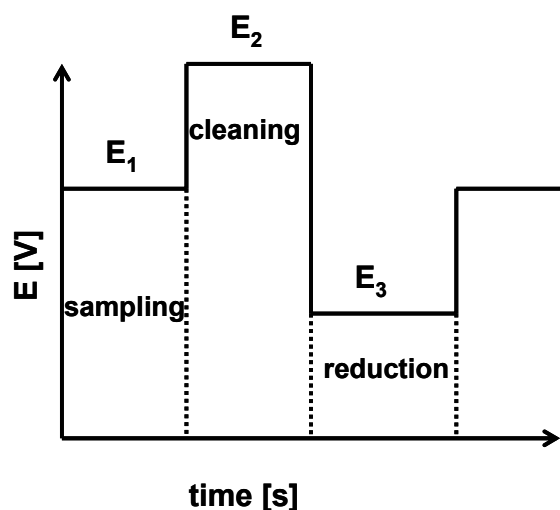 E₂
cleaning
E₁
E [V]
E₃
sampling
reduction
time [s]